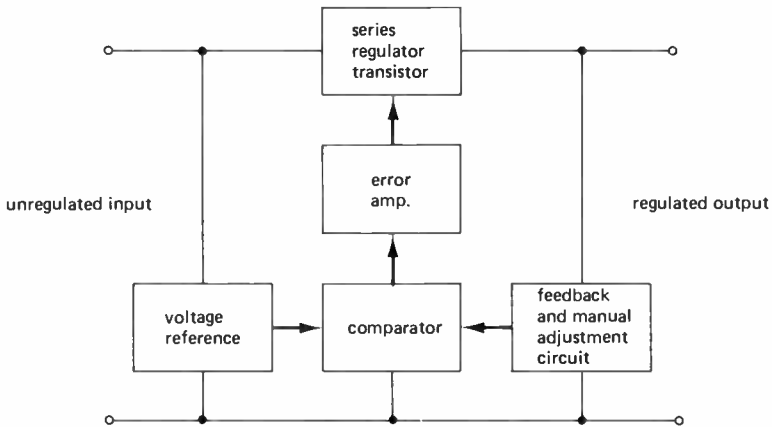 series
regulator
transistor
error
amp.
unregulated input
regulated output
voltage
reference
comparator
feedback
and manual
adjustment
circuit